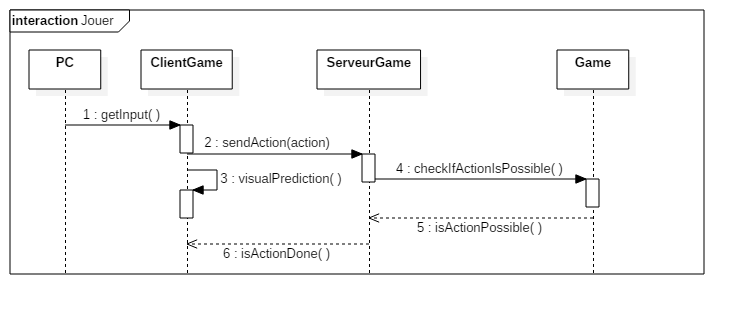 interaction Jouer
PC
ClientGame
ServeurGame
Game
1 : getInput( )
2 : sendAction(action)
3 : visualPrediction( )
4 : checkIfActionIsPossible( )
5 : isActionPossible( )
6 : isActionDone( )